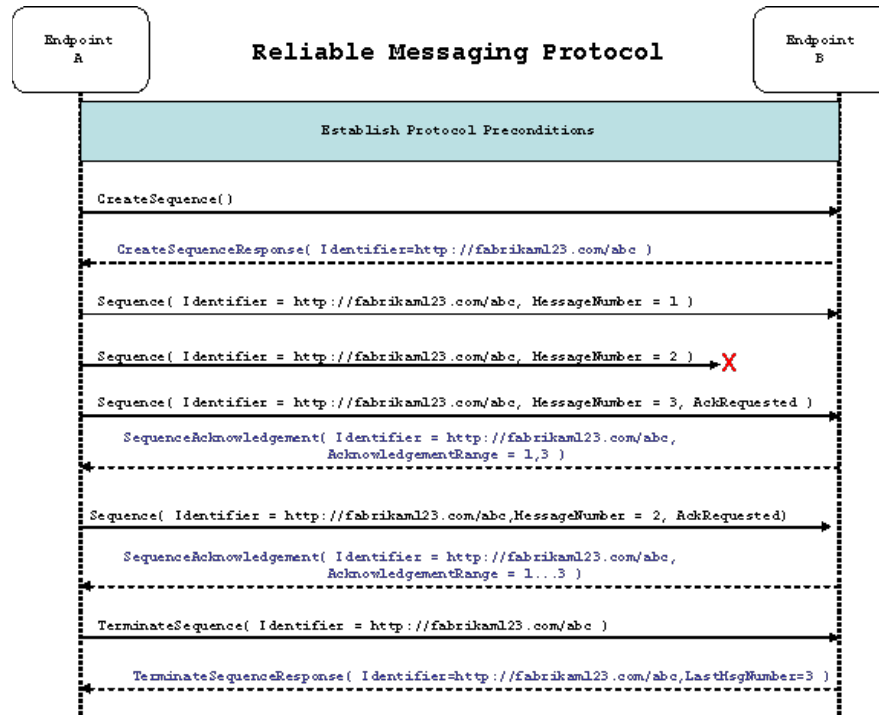 Endpoint
A
Reliable Messaging Protocol
Endpoint
B
Establish Protocol Preconditions
CreateSequence()
CreateSequenceResponse( Identifier=http://fabrikam123.com/abc )
Sequence( Identifier = http://fabrikam123.com/abc, MessageNumber = 1 )
Sequence( Identifier = http://fabrikam123.com/abc, MessageNumber = 2 )
X
Sequence( Identifier = http://fabrikam123.com/abc, MessageNumber = 3, AckRequested )
SequenceAcknowledgement( Identifier = http://fabrikam123.com/abc,
AcknowledgementRange = 1,3 )
Sequence( Identifier = http://fabrikam123.com/abc,MessageNumber = 2, AckRequested)
SequenceAcknowledgement( Identifier = http://fabrikam123.com/abc,
AcknowledgementRange = 1...3 )
TerminateSequence( Identifier = http://fabrikam123.com/abc )
TerminateSequenceResponse( Identifier=http://fabrikam123.com/abc,LastMsgNumber=3 )